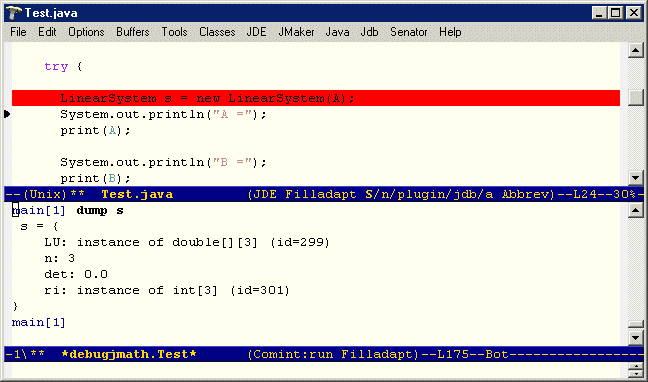 Test.java
File Edit Options Buffers Tools Classes JDE JMaker Java Jdb Senator Help
try {
LinearSystem s = new LinearSystem(A);
System.out.println("A =");
print(A);
System.out.println("B =");
print(B);
--(Unix)** Test.java (JDE Filladapt S/n/plugin/jdb/a Abbrev)--L24--30%-
main[1] dump s
s = {
LU: instance of double[][3] (id=299)
n: 3
det: 0.0
ri: instance of int[3] (id=301)
}
main[1]
-1\** *debugjmath.Test* (Comint:run Filladapt)--L175--Bot-----------------